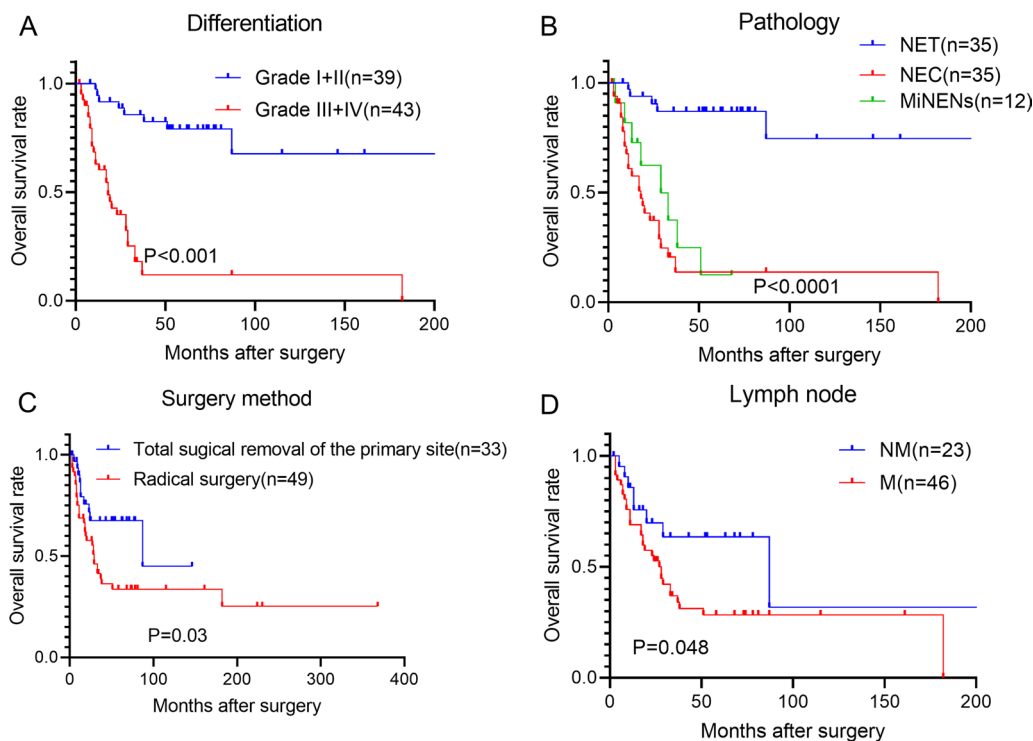 A
Differentiation
Grade I+II(n=39)
Grade III+IV(n=43)
Overall survival rate
1.0
0.5
0.0
P<0.001
0 50 100 150 200
Months after surgery
B
Pathology
NET(n=35)
NEC(n=35)
MiNENs(n=12)
Overall survival rate
1.0
0.5
0.0
P<0.0001
0 50 100 150 200
Months after surgery
C
Surgery method
Total sugical removal of the primary site(n=33)
Radical surgery(n=49)
Overall survival rate
1.0
0.5
0.0
P=0.03
0 100 200 300 400
Months after surgery
D
Lymph node
NM(n=23)
M(n=46)
Overall survival rate
1.0
0.5
0.0
P=0.048
0 50 100 150 200
Months after surgery